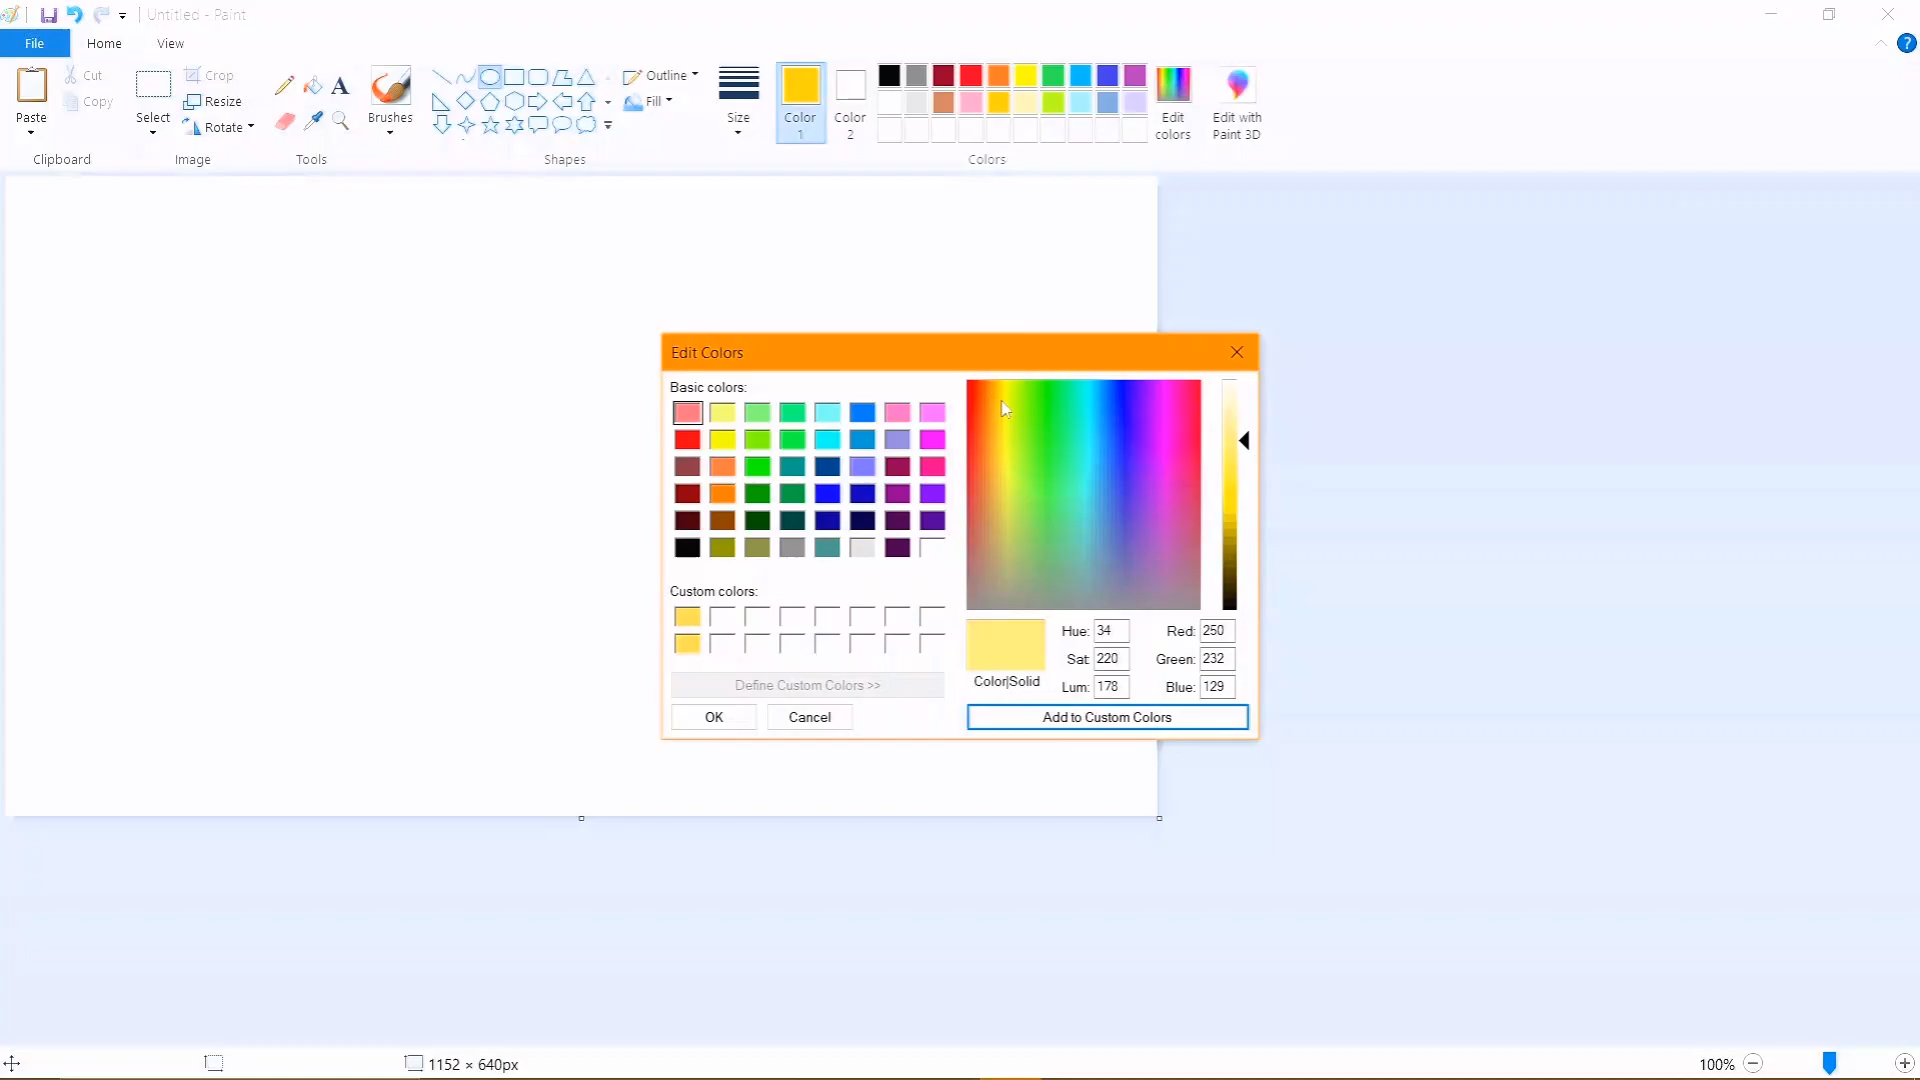 Untitled - Paint
File Home View
Paste
Cut
Copy
Clipboard
Select
Crop
Resize
Rotate
Image
A
Tools
Brushes
Outline
Fill
Shapes
Size
Color
1
Color
2
Edit
colors
Edit with
Paint 3D
Colors
?
Edit Colors
Basic colors:
Custom colors:
Define Custom Colors >>
OK Cancel
Color|Solid
Hue: 34 Red: 250
Sat: 220 Green: 232
Lum: 178 Blue: 129
Add to Custom Colors
1152 × 640px
100%